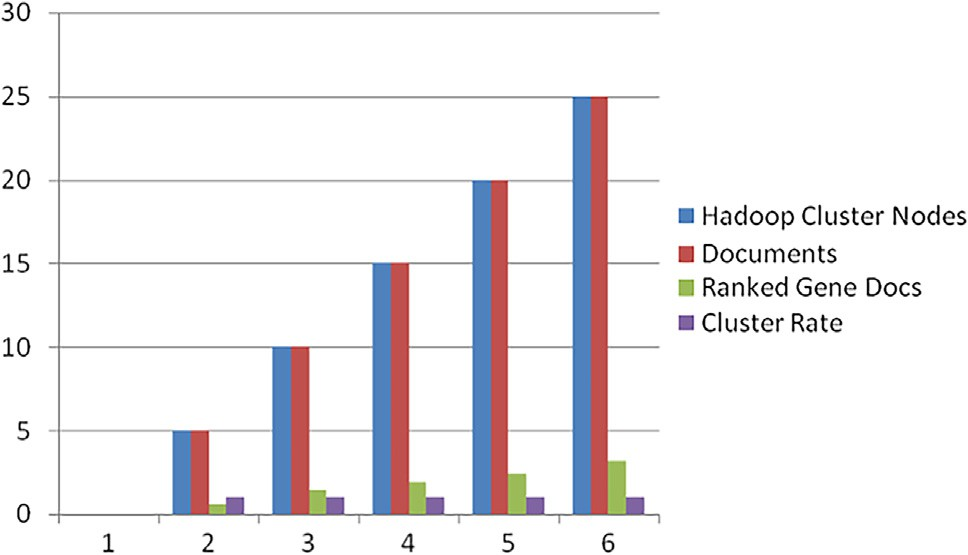 30
25
20
15
10
5
0
1 2 3 4 5 6
Hadoop Cluster Nodes
Documents
Ranked Gene Docs
Cluster Rate